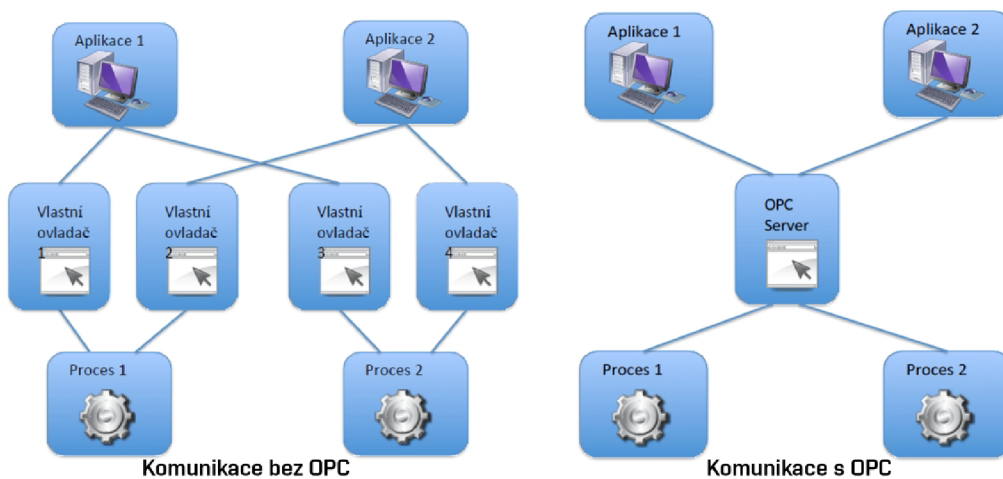 Aplikace 1
Aplikace 2
Vlastní
ovladač
1
Vlastní
ovladač
2
Vlastní
ovladač
3
Vlastní
ovladač
4
Proces 1
Proces 2
Komunikace bez OPC
Aplikace 1
Aplikace 2
OPC
Server
Proces 1
Proces 2
Komunikace s OPC